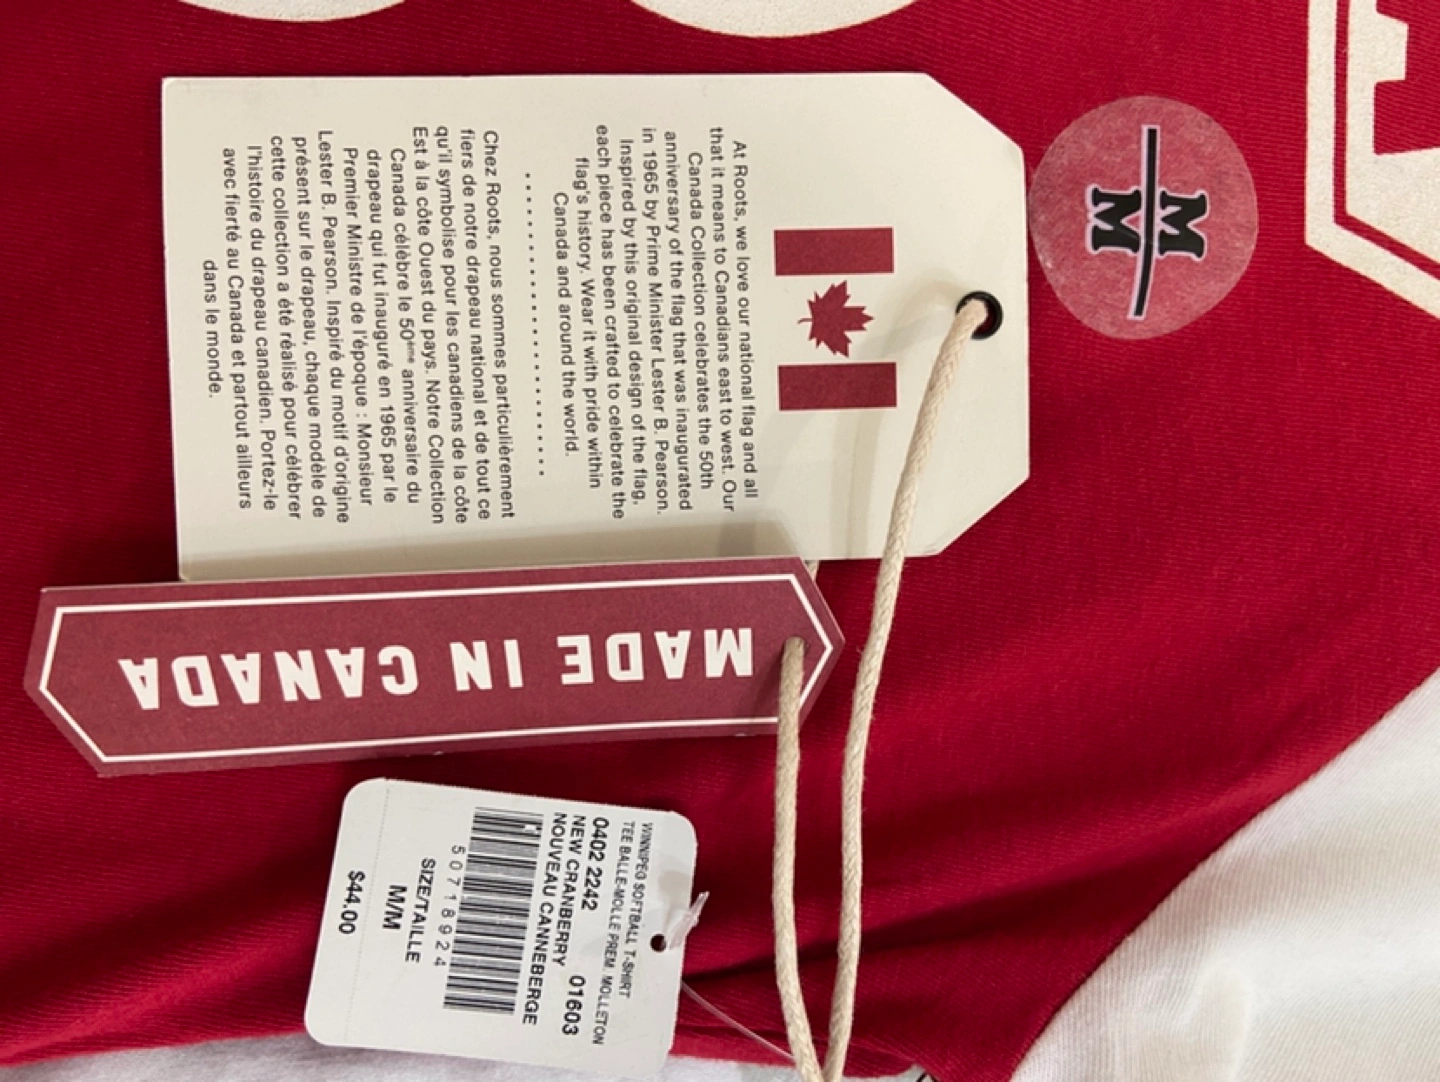 M
M
At Roots, we love our national flag and all
that it means to Canadians east to west. Our
Canada Collection celebrates the 50th
anniversary of the flag that was inaugurated
in 1965 by Prime Minister Lester B. Pearson.
Inspired by this original design of the flag,
each piece has been crafted to celebrate the
flag's history. Wear it with pride within
Canada and around the world.
Chez Roots, nous sommes particulièrement
fiers de notre drapeau national et de tout ce
qu'il symbolise pour les canadiens de la côte
Est à la côte Ouest du pays. Notre Collection
Canada célèbre le 50ème anniversaire du
drapeau qui fut inauguré en 1965 par le
Premier Ministre de l'époque : Monsieur
Lester B. Pearson. Inspiré du motif d'origine
présent sur le drapeau, chaque modèle de
cette collection a été réalisé pour célébrer
l'histoire du drapeau canadien. Portez-le
avec fierté au Canada et partout ailleurs
dans le monde.
MADE IN CANADA
WINNIPEG SOFTBALL T-SHIRT
TEE BALLE-MOLLE PREM. MOLLETON
0402 2242 01603
NEW CRANBERRY
NOUVEAU CANNEBERGE
50718924
SIZE/TAILLE
M/M
$44.00